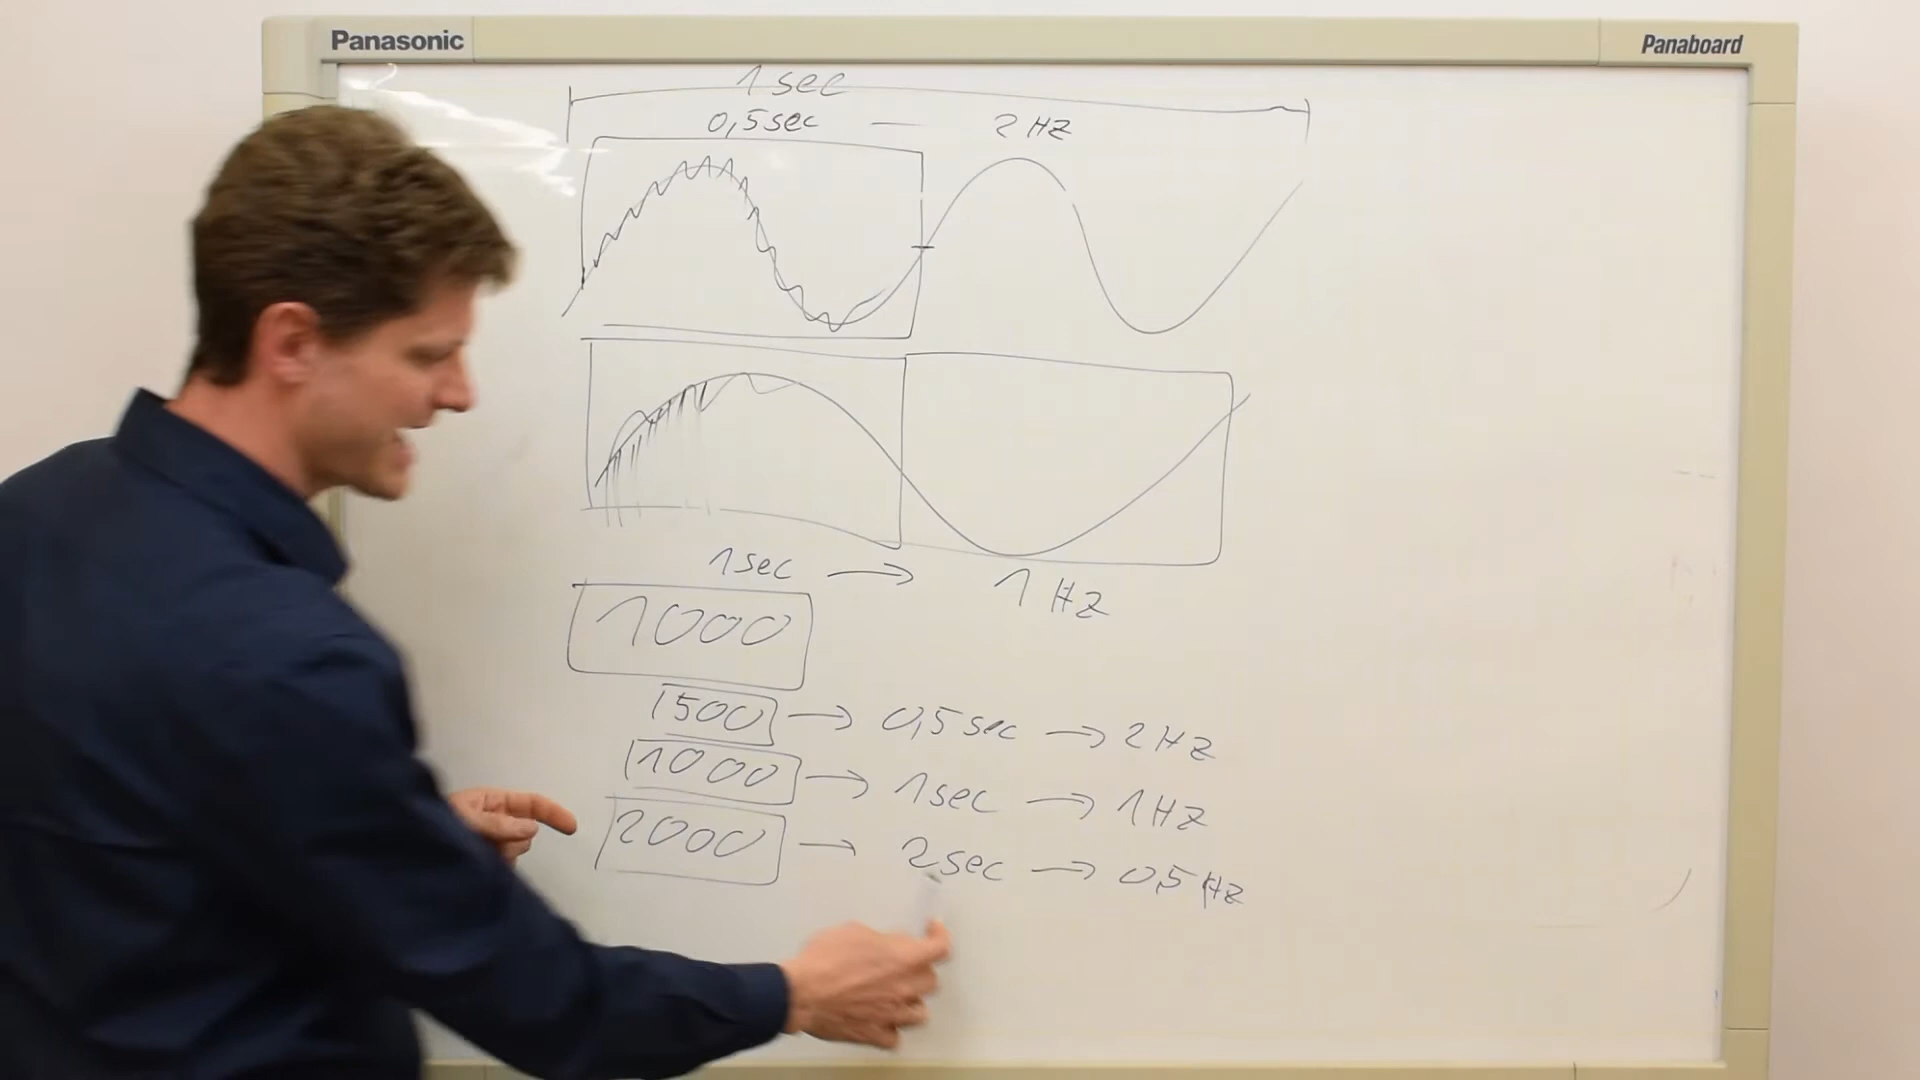 Panasonic
Panaboard
1 sec
0,5 sec — 2 Hz
1 sec → 1 Hz
1000
500 → 0,5 sec → 2 Hz
1000 → 1 sec → 1 Hz
2000 → 2 sec → 0,5 Hz